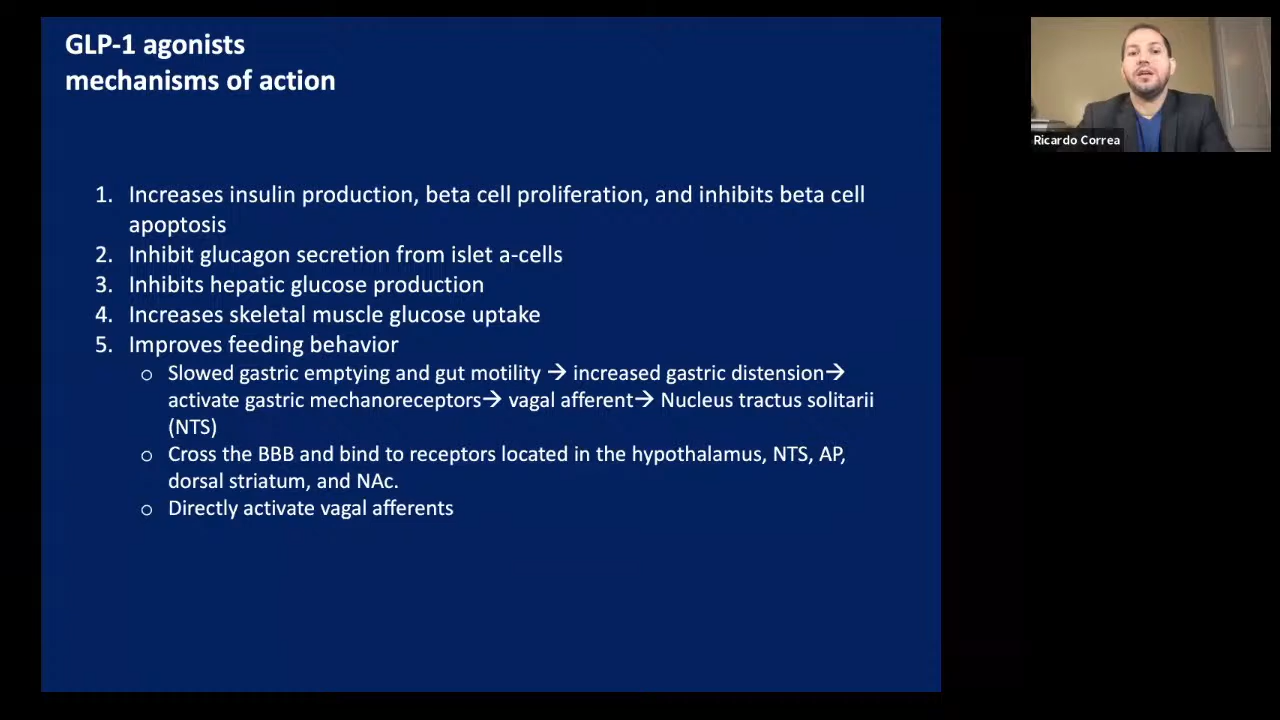 GLP-1 agonists
mechanisms of action
Ricardo Correa
1. Increases insulin production, beta cell proliferation, and inhibits beta cell
apoptosis
2. Inhibit glucagon secretion from islet a-cells
3. Inhibits hepatic glucose production
4. Increases skeletal muscle glucose uptake
5. Improves feeding behavior
o Slowed gastric emptying and gut motility → increased gastric distension→
activate gastric mechanoreceptors→ vagal afferent→ Nucleus tractus solitarii
(NTS)
o Cross the BBB and bind to receptors located in the hypothalamus, NTS, AP,
dorsal striatum, and NAc.
o Directly activate vagal afferents